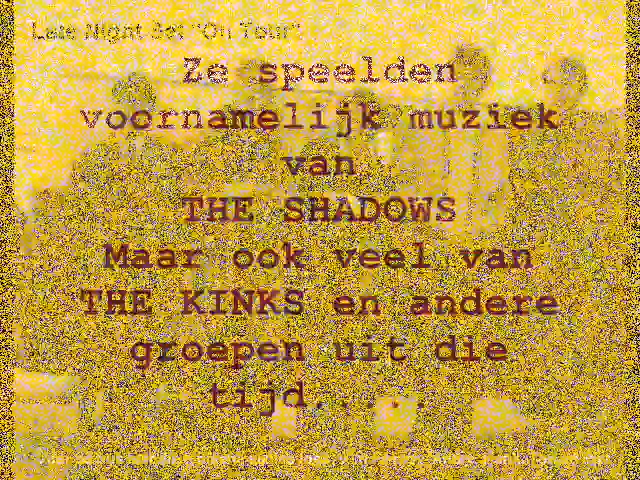 Late Night Set "On Tour"
Ze speelden
voornamelijk muziek
van
THE SHADOWS
Maar ook veel van
THE KINKS en andere
groepen uit die
tijd.....